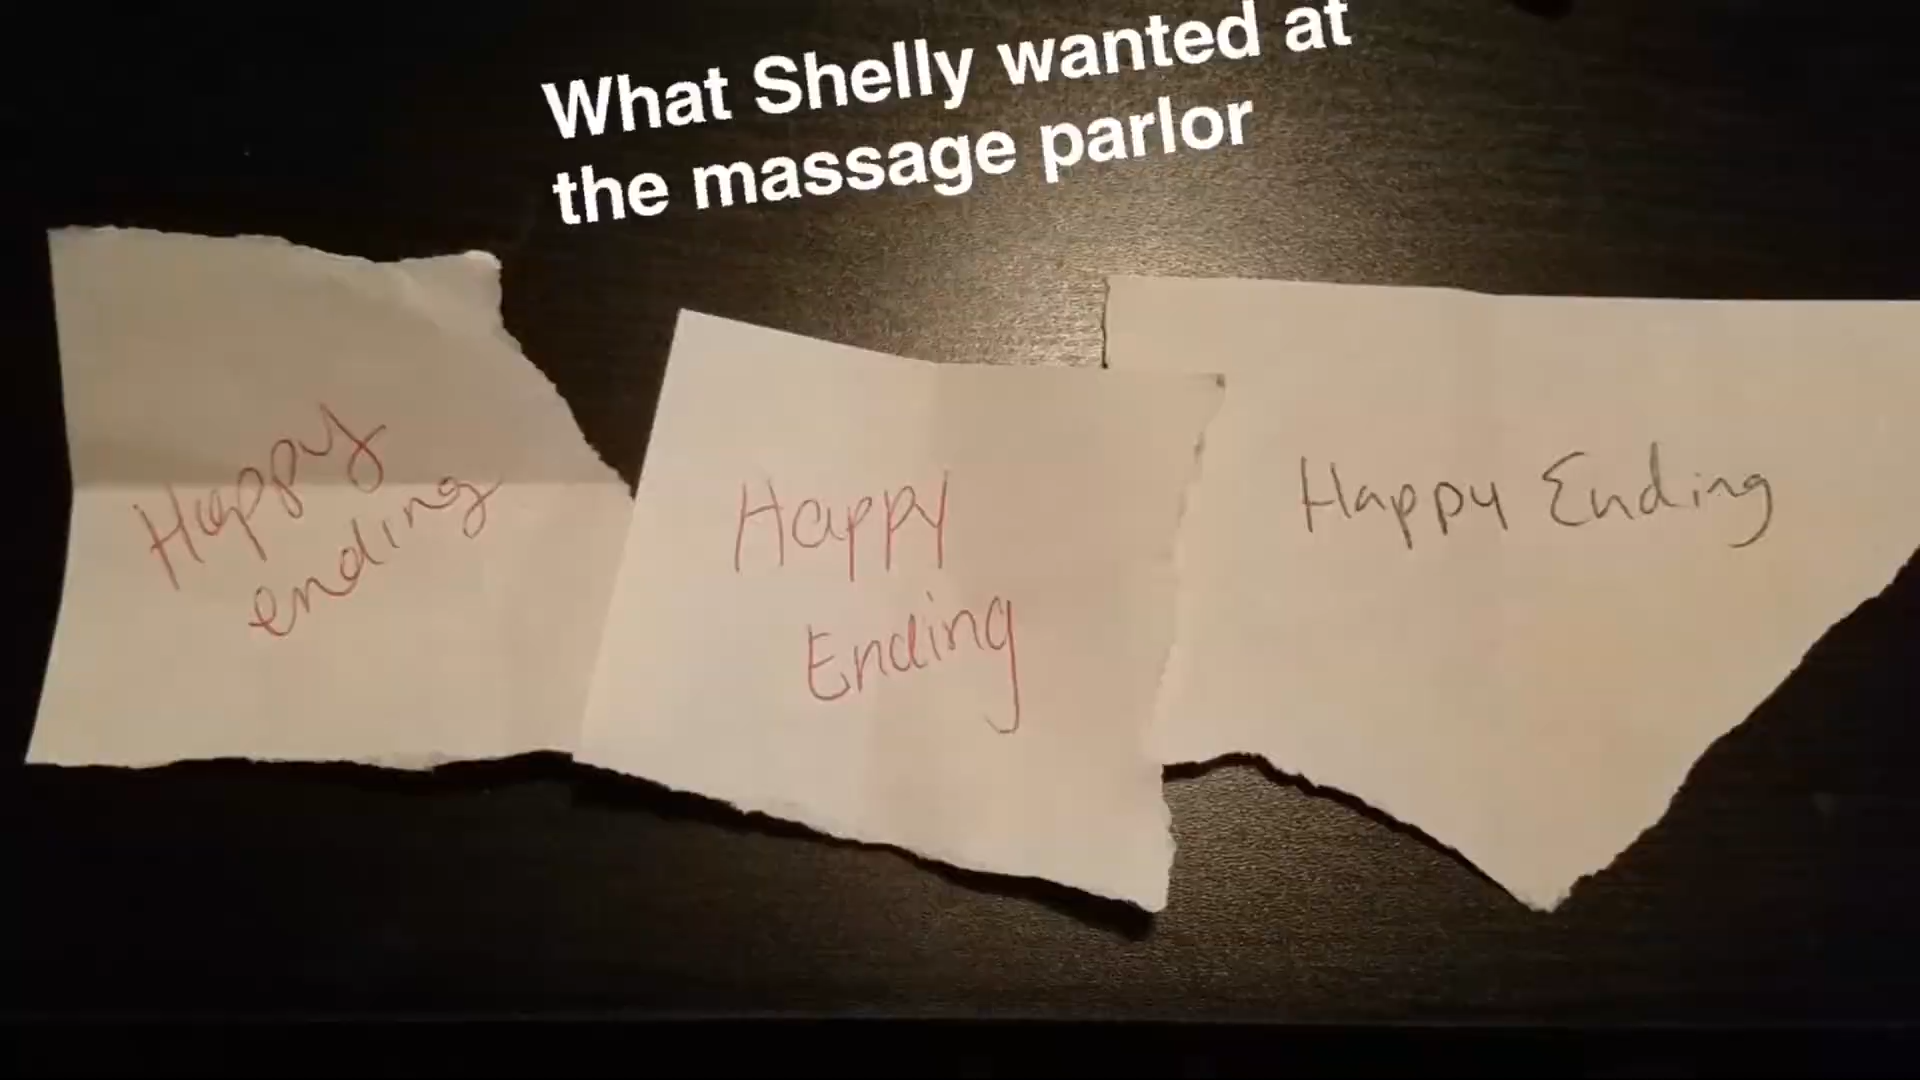 What Shelly wanted at
the massage parlor
Happy
ending
Happy
Ending
Happy Ending